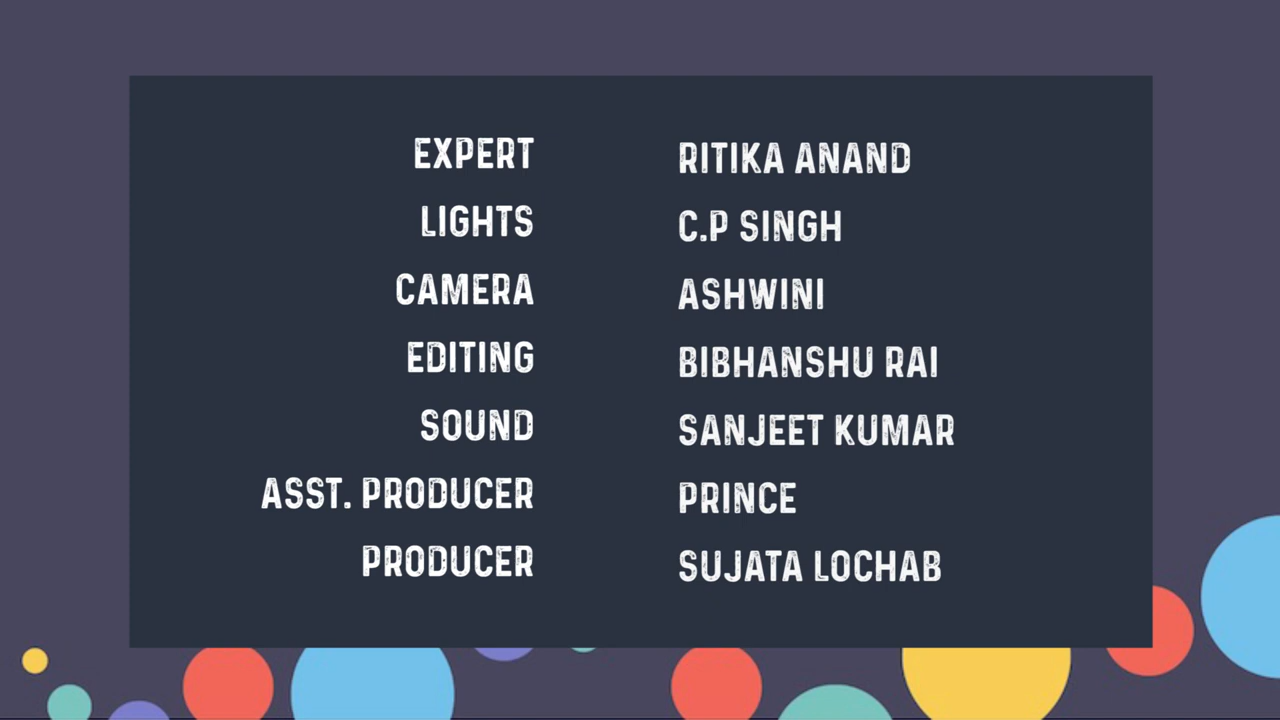 EXPERT RITIKA ANAND
LIGHTS C.P SINGH
CAMERA ASHWINI
EDITING BIBHANSHU RAI
SOUND SANJEET KUMAR
ASST. PRODUCER PRINCE
PRODUCER SUJATA LOCHAB